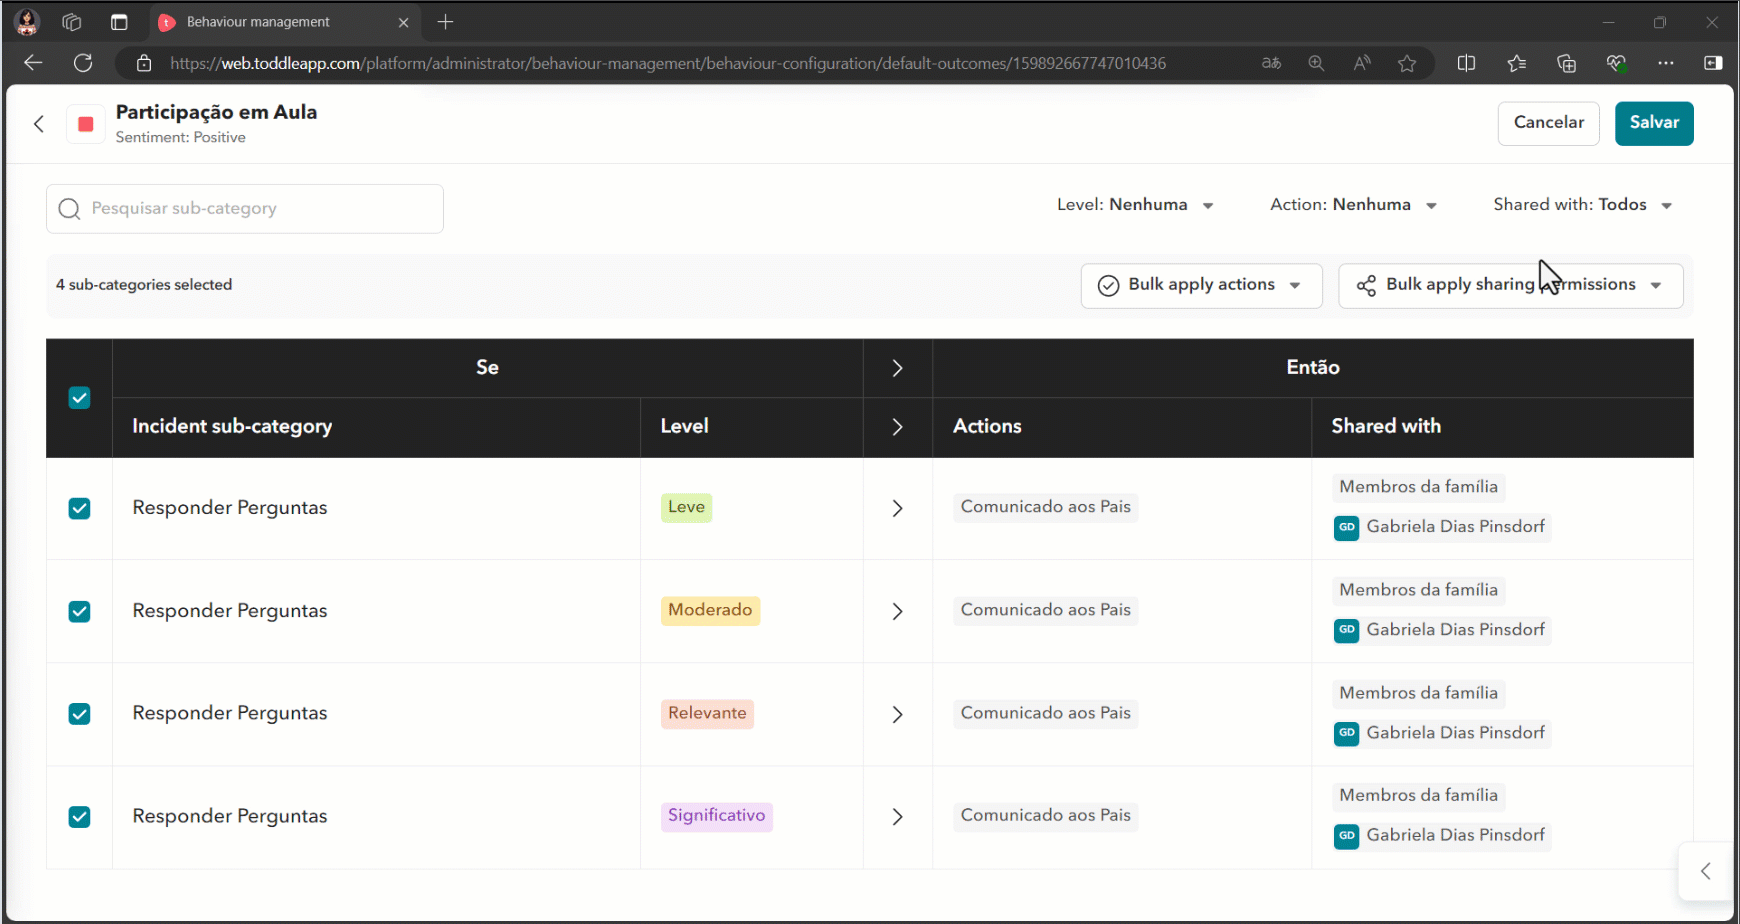 Behaviour management
https://web.toddleapp.com/platform/administrator/behaviour-management/behaviour-configuration/default-outcomes/159892667747010436
Participação em Aula
Sentiment: Positive
Cancelar
Salvar
Pesquisar sub-category
Level: Nenhuma
Action: Nenhuma
Shared with: Todos
4 sub-categories selected
Bulk apply actions
Bulk apply sharing permissions
Se
Então
Incident sub-category
Level
Actions
Shared with
Responder Perguntas
Leve
Comunicado aos Pais
Membros da família
GD Gabriela Dias Pinsdorf
Responder Perguntas
Moderado
Comunicado aos Pais
Membros da família
GD Gabriela Dias Pinsdorf
Responder Perguntas
Relevante
Comunicado aos Pais
Membros da família
GD Gabriela Dias Pinsdorf
Responder Perguntas
Significativo
Comunicado aos Pais
Membros da família
GD Gabriela Dias Pinsdorf